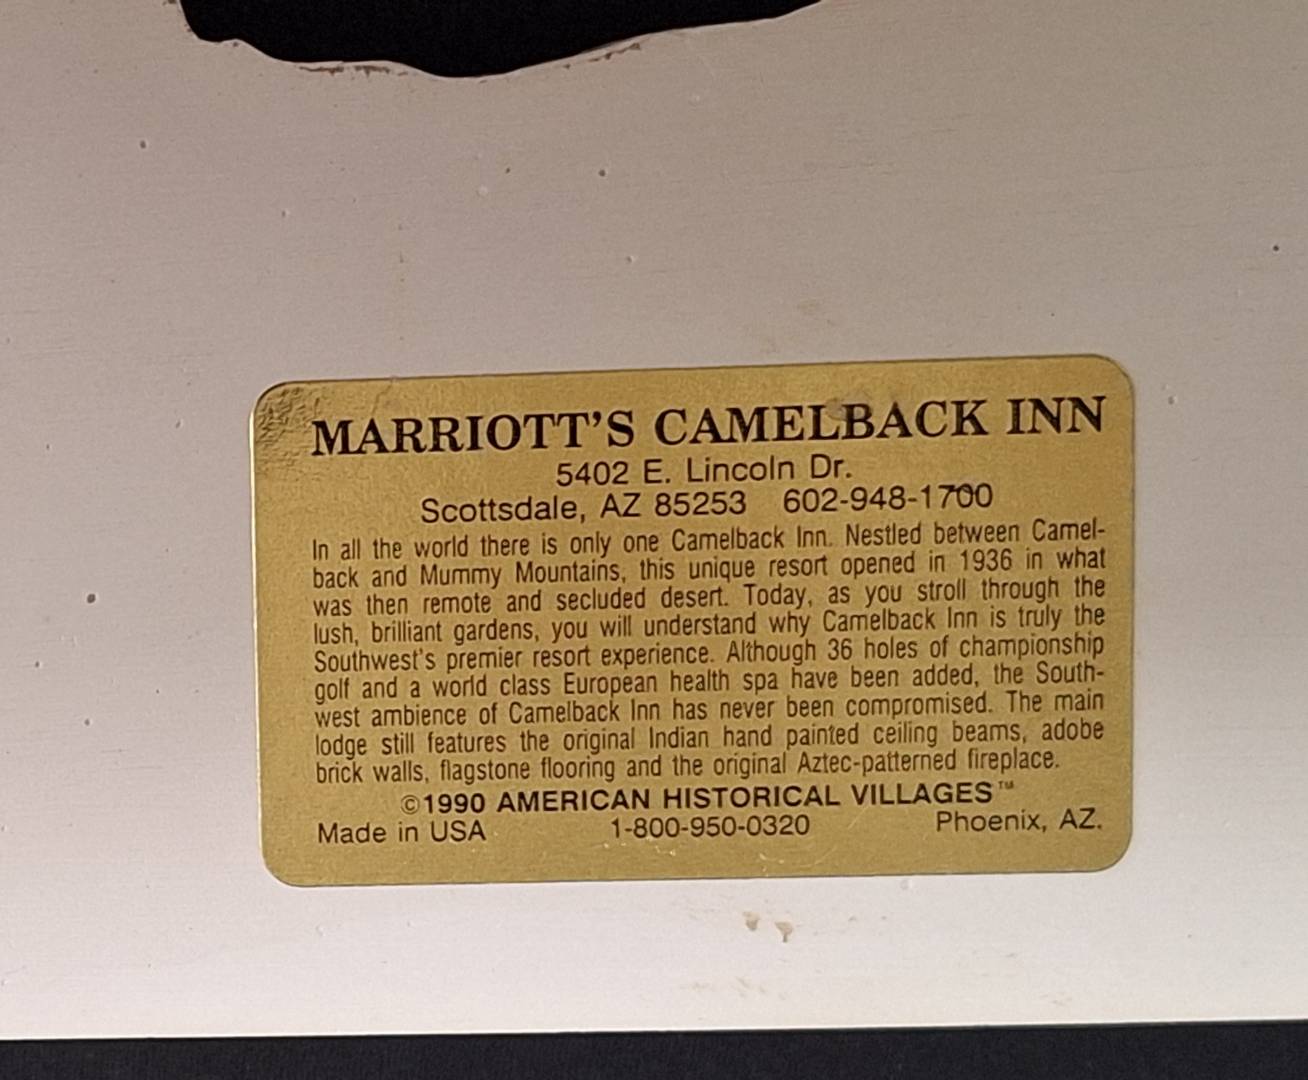 MARRIOTT'S CAMELBACK INN
5402 E. Lincoln Dr.
Scottsdale, AZ 85253 602-948-1700
In all the world there is only one Camelback Inn. Nestled between Camel-
back and Mummy Mountains, this unique resort opened in 1936 in what
was then remote and secluded desert. Today, as you stroll through the
lush, brilliant gardens, you will understand why Camelback Inn is truly the
Southwest's premier resort experience. Although 36 holes of championship
golf and a world class European health spa have been added, the South-
west ambience of Camelback Inn has never been compromised. The main
lodge still features the original Indian hand painted ceiling beams, adobe
brick walls, flagstone flooring and the original Aztec-patterned fireplace.
©1990 AMERICAN HISTORICAL VILLAGES™
Made in USA 1-800-950-0320 Phoenix, AZ.